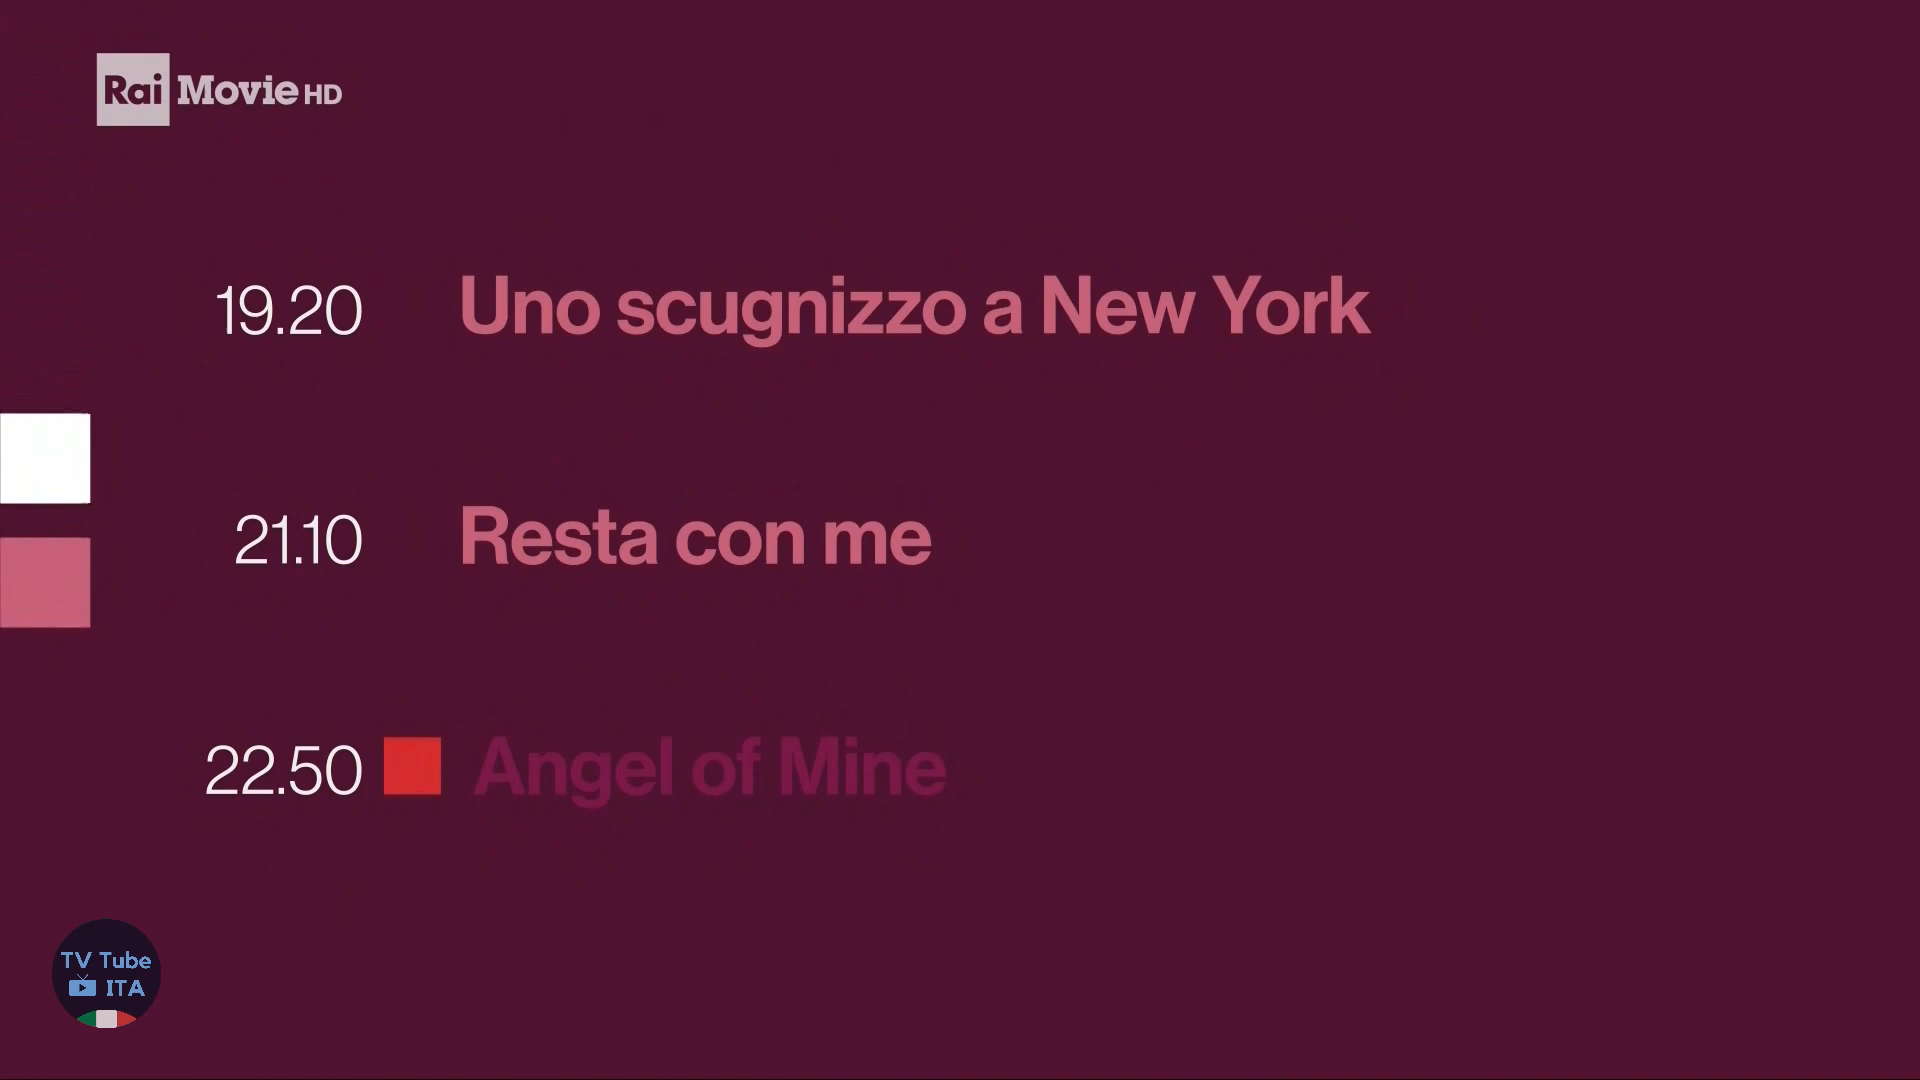 Rai Movie HD
19.20 Uno scugnizzo a New York
21.10 Resta con me
22.50 Angel of Mine
TV Tube
ITA